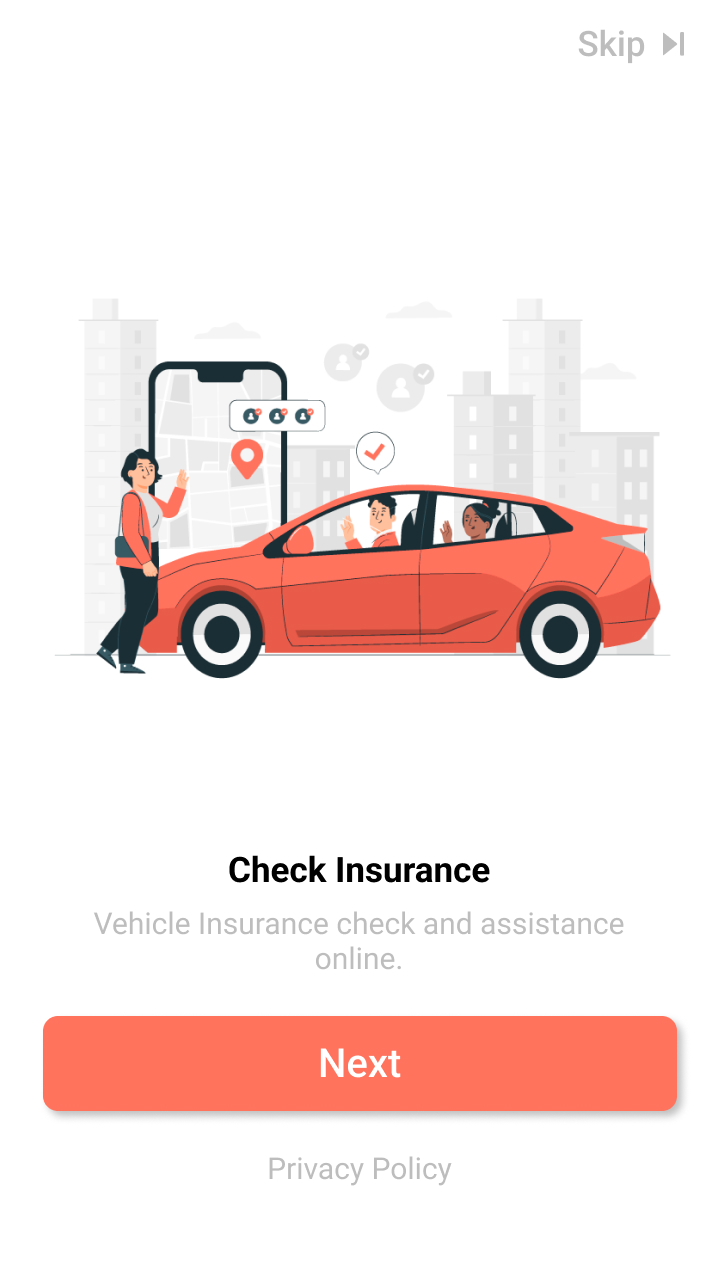 Skip
Check Insurance
Vehicle Insurance check and assistance
online.
Next
Privacy Policy